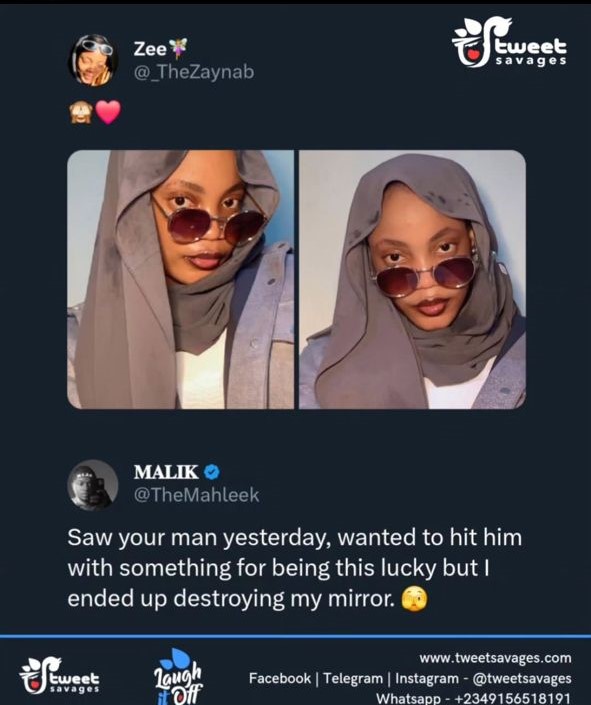 Zee🧚
@_TheZaynab
tweet
savages
🙈❤️
MALIK
@TheMahleek
Saw your man yesterday, wanted to hit him
with something for being this lucky but I
ended up destroying my mirror. 🫣
tweet
savages
Laugh
it Off
www.tweetsavages.com
Facebook | Telegram | Instagram - @tweetsavages
Whatsapp - +2349156518191